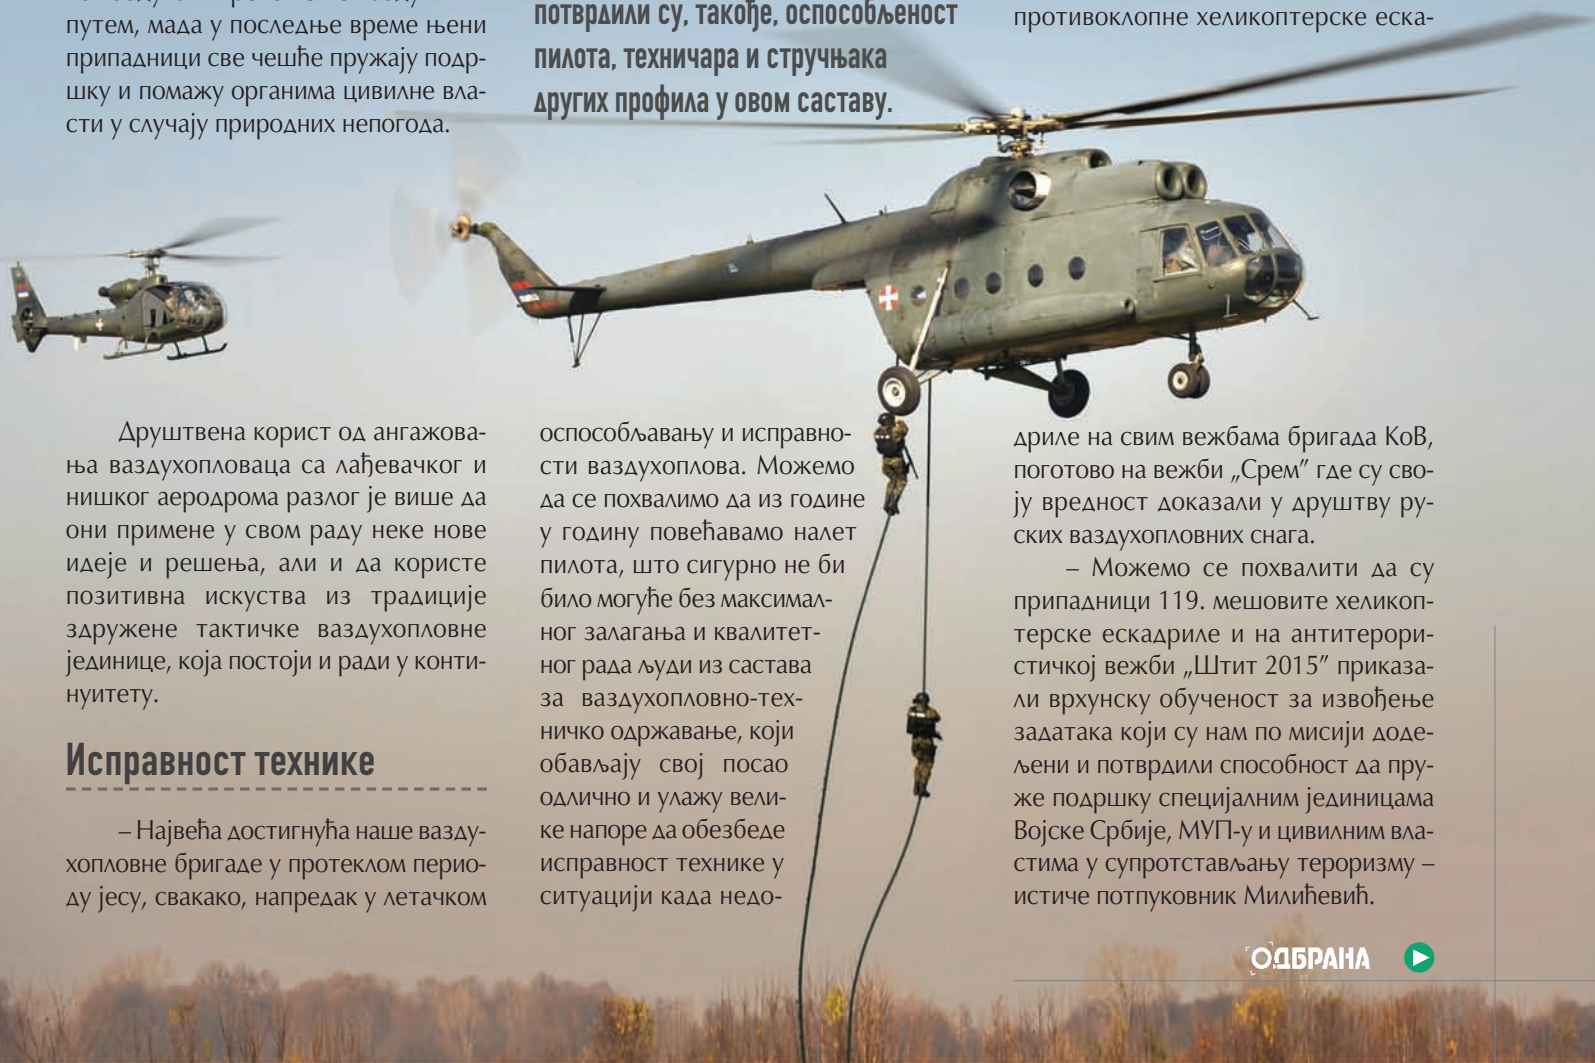 путем, мада у последње време њени
припадници све чешће пружају подр-
шку и помажу органима цивилне вла-
сти у случају природних непогода.
Друштвена корист од ангажова-
ња ваздухопловаца са лађевачког и
нишког аеродрома разлог је више да
они примене у свом раду неке нове
идеје и решења, али и да користе
позитивна искуства из традиције
здружене тактичке ваздухопловне
јединице, која постоји и ради у конти-
нуитету.
Исправност технике
– Највећа достигнућа наше вазду-
хопловне бригаде у протеклом перио-
ду јесу, свакако, напредак у летачком
потврдили су, такође, оспособљеност
пилота, техничара и стручњака
других профила у овом саставу.
оспособљавању и исправно-
сти ваздухоплова. Можемо
да се похвалимо да из године
у годину повећавамо налет
пилота, што сигурно не би
било могуће без максимал-
ног залагања и квалитет-
ног рада људи из састава
за ваздухопловно-тех-
ничко одржавање, који
обављају свој посао
одлично и улажу вели-
ке напоре да обезбеде
исправност технике у
ситуацији када недо-
противоклопне хеликоптерске еска-
дриле на свим вежбама бригада КоВ,
поготово на вежби „Срем” где су сво-
ју вредност доказали у друштву ру-
ских ваздухопловних снага.
– Можемо се похвалити да су
припадници 119. мешовите хеликоп-
терске ескадриле и на антитерори-
стичкој вежби „Штит 2015” приказа-
ли врхунску обученост за извођење
задатака који су нам по мисији доде-
љени и потврдили способност да пру-
же подршку специјалним јединицама
Војске Србије, МУП-у и цивилним вла-
стима у супротстављању тероризму –
истиче потпуковник Милићевић.
ОДБРАНА